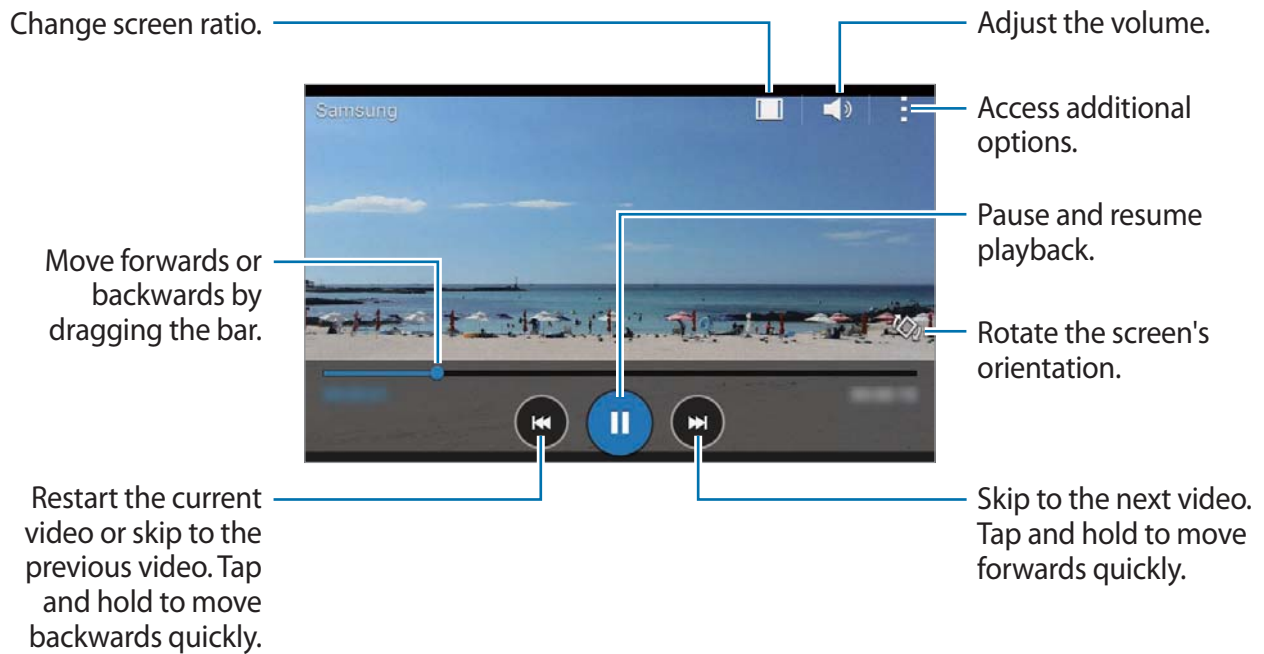 Change screen ratio.
Adjust the volume.
Samsung
Access additional
options.
Pause and resume
playback.
Move forwards or
backwards by
dragging the bar.
Rotate the screen's
orientation.
Restart the current
video or skip to the
previous video. Tap
and hold to move
backwards quickly.
Skip to the next video.
Tap and hold to move
forwards quickly.